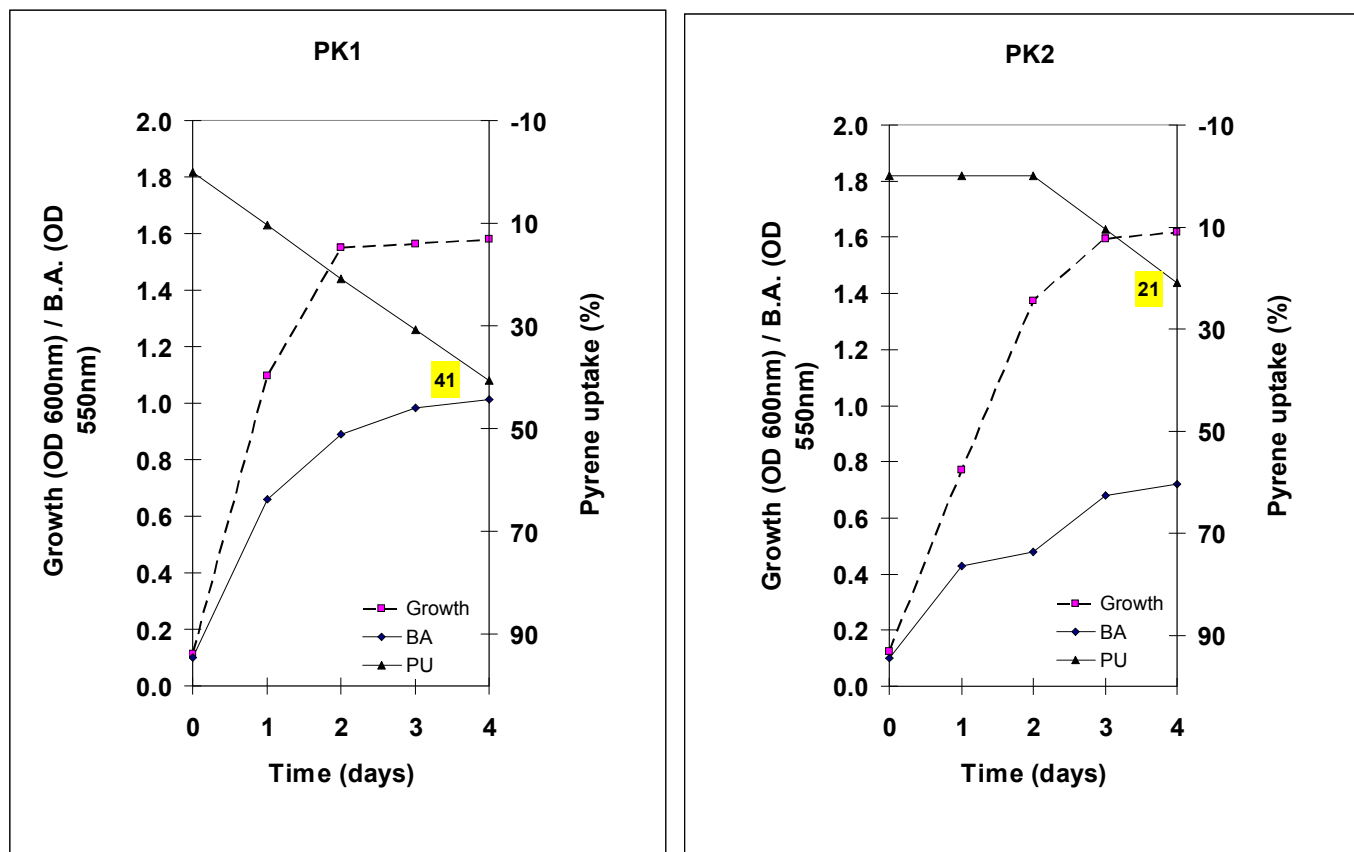 PK1
2.0
1.8
1.6
1.4
1.2
1.0
0.8
0.6
0.4
0.2
0.0
Growth (OD 600nm) / B.A. (OD
550nm)
-10
10
30
50
70
90
Pyrene uptake (%)
41
Growth
BA
PU
0 1 2 3 4
Time (days)
PK2
2.0
1.8
1.6
1.4
1.2
1.0
0.8
0.6
0.4
0.2
0.0
Growth (OD 600nm) / B.A. (OD
550nm)
-10
10
30
50
70
90
Pyrene uptake (%)
21
Growth
BA
PU
0 1 2 3 4
Time (days)